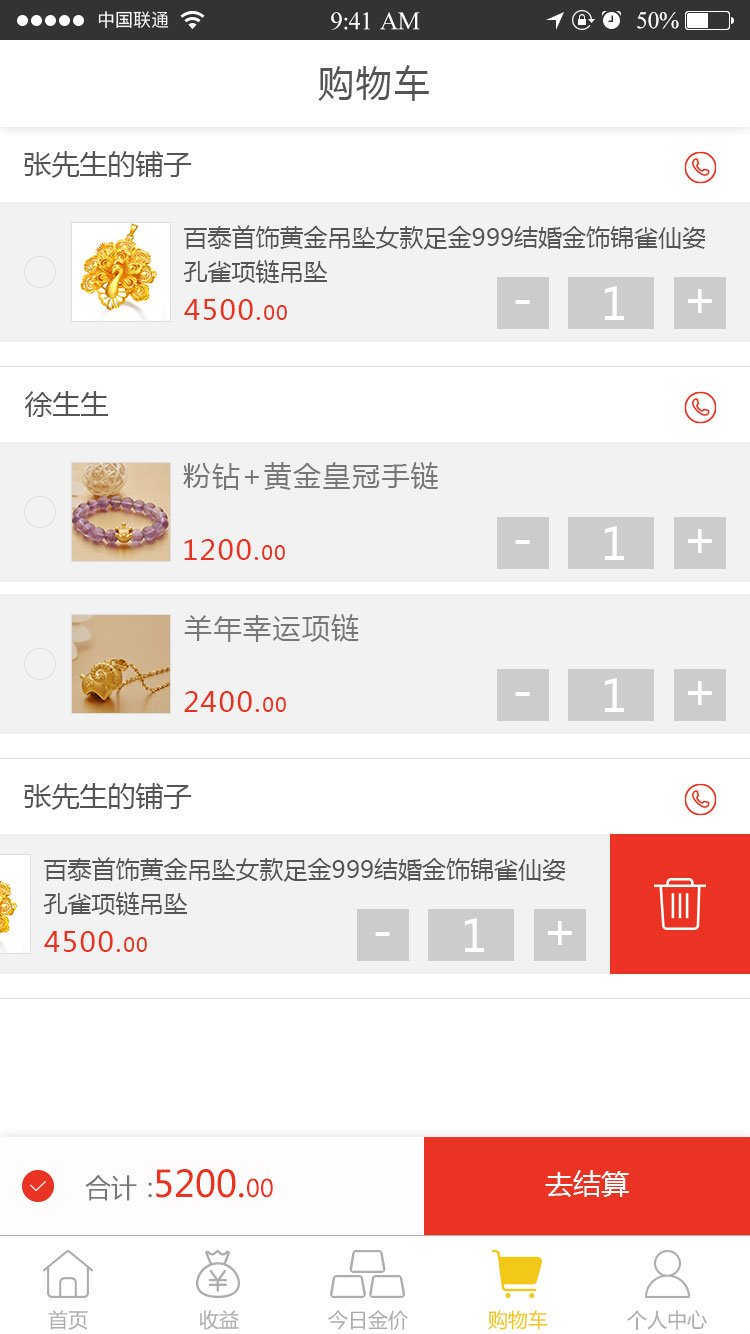 中国联通 9:41 AM 50%
购物车
张先生的铺子
百泰首饰黄金吊坠女款足金999结婚金饰锦雀仙姿
孔雀项链吊坠
4500.00 - 1 +
徐生生
粉钻+黄金皇冠手链
1200.00 - 1 +
羊年幸运项链
2400.00 - 1 +
张先生的铺子
百泰首饰黄金吊坠女款足金999结婚金饰锦雀仙姿
孔雀项链吊坠
4500.00 - 1 +
合计 :5200.00 去结算
首页 收益 今日金价 购物车 个人中心